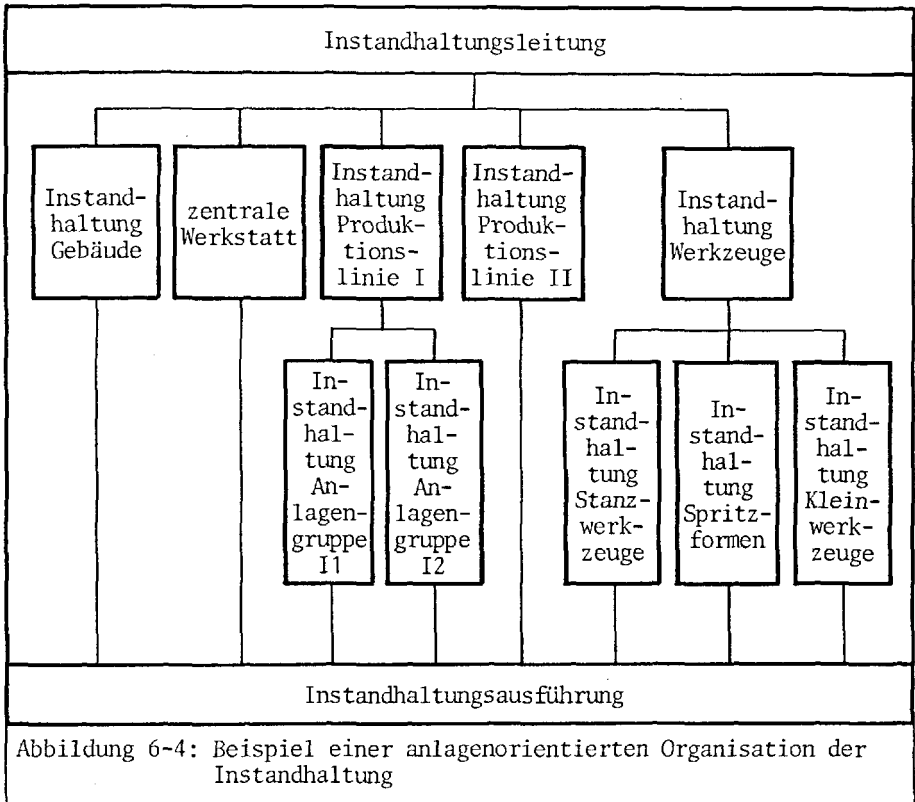 Instandhaltungsleitung
Instand-
haltung
Gebäude
zentrale
Werkstatt
Instand-
haltung
Produk-
tions-
linie I
Instand-
haltung
Produk-
tions-
linie II
Instand-
haltung
Werkzeuge
In-
stand-
hal-
tung
An-
lagen-
gruppe
I1
In-
stand-
hal-
tung
An-
lagen-
gruppe
I2
In-
stand-
hal-
tung
Stanz-
werk-
zeuge
In-
stand-
hal-
tung
Spritz-
formen
In-
stand-
hal-
tung
Klein-
werk-
zeuge
Instandhaltungsausführung
Abbildung 6-4: Beispiel einer anlagenorientierten Organisation der
Instandhaltung